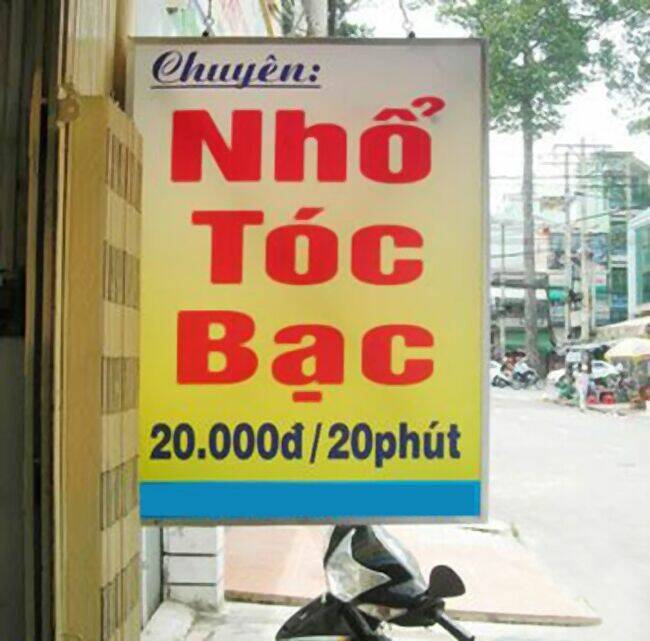 Chuyên:
Nhổ
Tóc
Bạc
20.000đ/20phút